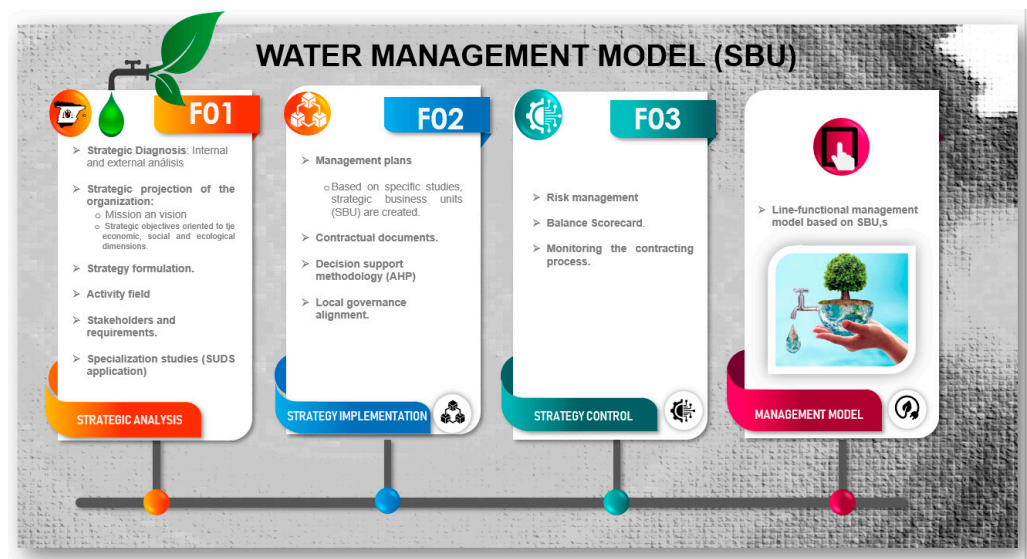 WATER MANAGEMENT MODEL (SBU)
F01
➢ Strategic Diagnosis: Internal
and external análisis
➢ Strategic projection of the
organization:
o Mission an vision
o Strategic objectives oriented to tje
economic, social and ecological
dimensions.
➢ Strategy formulation.
➢ Activity field
➢ Stakeholders and
requirements.
➢ Specialization studies (SUDS
application)
STRATEGIC ANALYSIS
F02
➢ Management plans
o Based on specific studies,
strategic business units
(SBU) are created.
➢ Contractual documents.
➢ Decision support
methodology (AHP)
➢ Local governance
alignment.
STRATEGY IMPLEMENTATION
F03
➢ Risk management
➢ Balance Scorecard.
➢ Monitoring the contracting
process.
STRATEGY CONTROL
➢ Line-functional management
model based on SBU,s
MANAGEMENT MODEL